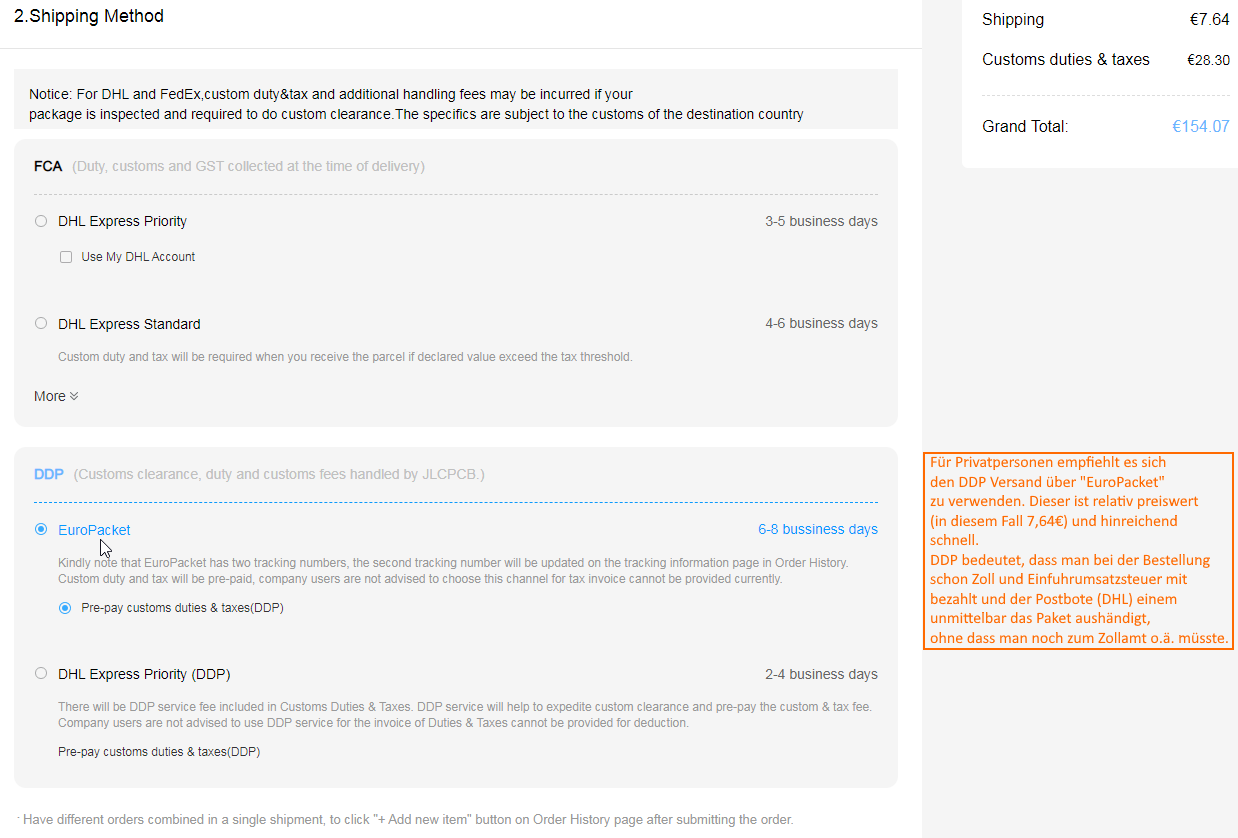 2.Shipping Method
Notice: For DHL and FedEx,custom duty&tax and additional handling fees may be incurred if your
package is inspected and required to do custom clearance.The specifics are subject to the customs of the destination country
FCA (Duty, customs and GST collected at the time of delivery)
DHL Express Priority 3-5 business days
Use My DHL Account
DHL Express Standard 4-6 business days
Custom duty and tax will be required when you receive the parcel if declared value exceed the tax threshold.
More
DDP (Customs clearance, duty and customs fees handled by JLCPCB.)
EuroPacket 6-8 bussiness days
Kindly note that EuroPacket has two tracking numbers, the second tracking number will be updated on the tracking information page in Order History.
Custom duty and tax will be pre-paid, company users are not advised to choose this channel for tax invoice cannot be provided currently.
Pre-pay customs duties & taxes(DDP)
DHL Express Priority (DDP) 2-4 business days
There will be DDP service fee included in Customs Duties & Taxes. DDP service will help to expedite custom clearance and pre-pay the custom & tax fee.
Company users are not advised to use DDP service for the invoice of Duties & Taxes cannot be provided for deduction.
Pre-pay customs duties & taxes(DDP)
· Have different orders combined in a single shipment, to click "+ Add new item" button on Order History page after submitting the order.
Shipping €7.64
Customs duties & taxes €28.30
Grand Total: €154.07
Für Privatpersonen empfiehlt es sich
den DDP Versand über "EuroPacket"
zu verwenden. Dieser ist relativ preiswert
(in diesem Fall 7,64€) und hinreichend
schnell.
DDP bedeutet, dass man bei der Bestellung
schon Zoll und Einfuhrumsatzsteuer mit
bezahlt und der Postbote (DHL) einem
unmittelbar das Paket aushändigt,
ohne dass man noch zum Zollamt o.ä. müsste.